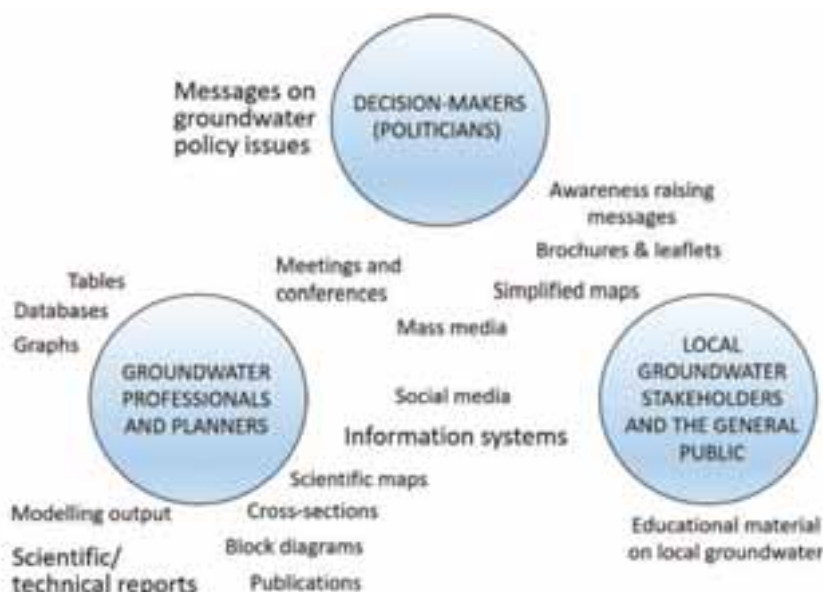 Messages on
groundwater
policy issues
DECISION-MAKERS
(POLITICIANS)
Awareness raising
messages
Brochures & leaflets
Simplified maps
Meetings and
conferences
Mass media
Tables
Databases
Graphs
GROUNDWATER
PROFESSIONALS
AND PLANNERS
LOCAL
GROUNDWATER
STAKEHOLDERS
AND THE GENERAL
PUBLIC
Social media
Information systems
Scientific maps
Cross-sections
Block diagrams
Publications
Modelling output
Scientific/
technical reports
Educational material
on local groundwater